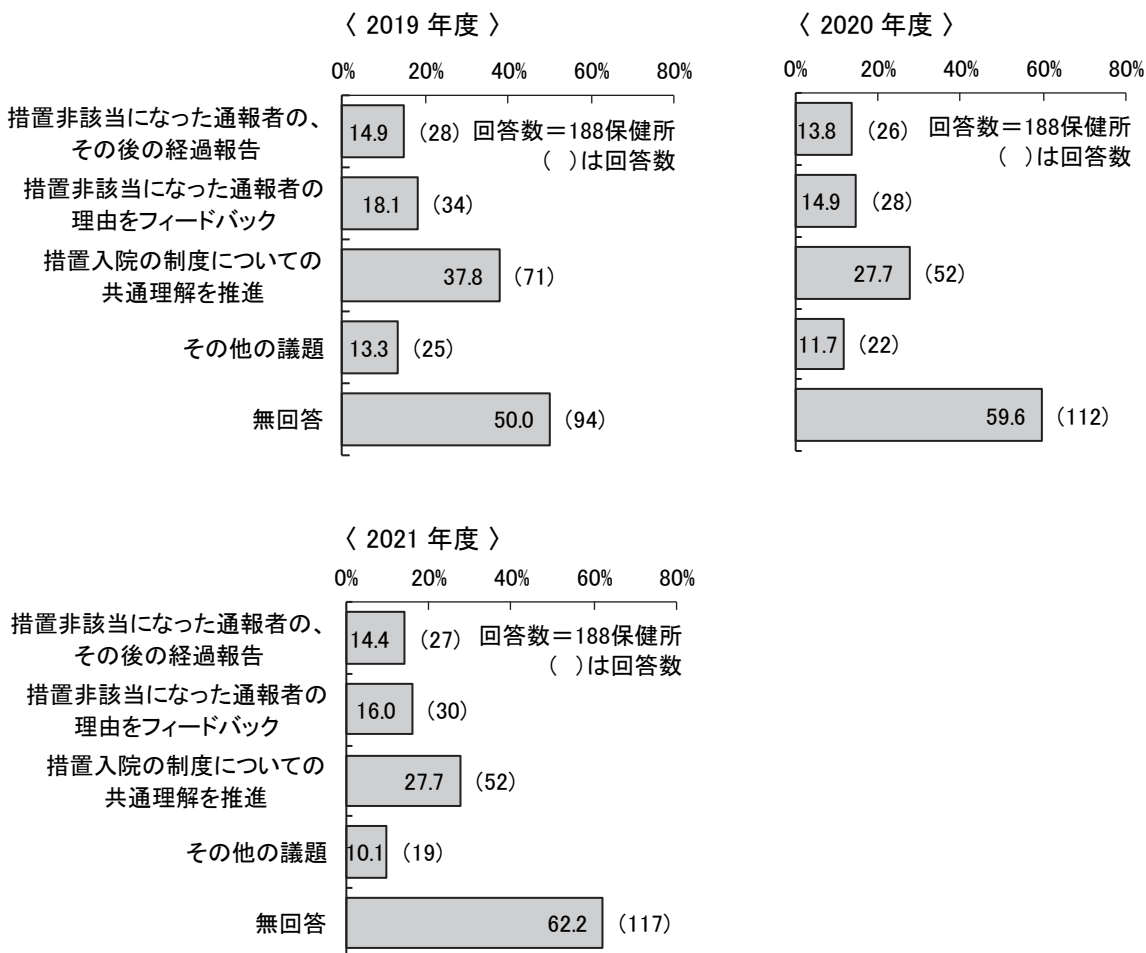 〈 2019 年度 〉
0% 20% 40% 60% 80%
措置非該当になった通報者の、
その後の経過報告
14.9 (28)
回答数＝188保健所
（ ）は回答数
措置非該当になった通報者の
理由をフィードバック
18.1 (34)
措置入院の制度についての
共通理解を推進
37.8 (71)
その他の議題
13.3 (25)
無回答
50.0 (94)
〈 2020 年度 〉
0% 20% 40% 60% 80%
13.8 (26)
回答数＝188保健所
（ ）は回答数
14.9 (28)
27.7 (52)
11.7 (22)
59.6 (112)
〈 2021 年度 〉
0% 20% 40% 60% 80%
措置非該当になった通報者の、
その後の経過報告
14.4 (27)
回答数＝188保健所
（ ）は回答数
措置非該当になった通報者の
理由をフィードバック
16.0 (30)
措置入院の制度についての
共通理解を推進
27.7 (52)
その他の議題
10.1 (19)
無回答
62.2 (117)